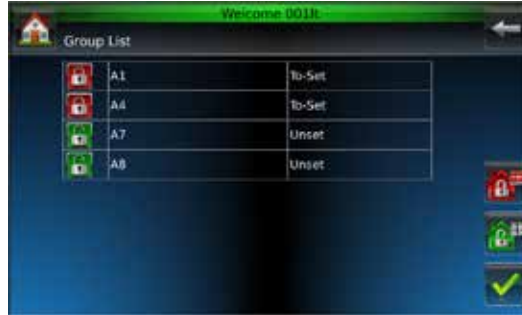 Welcome 001lt
Group List
A1 To-Set
A4 To-Set
A7 Unset
A8 Unset